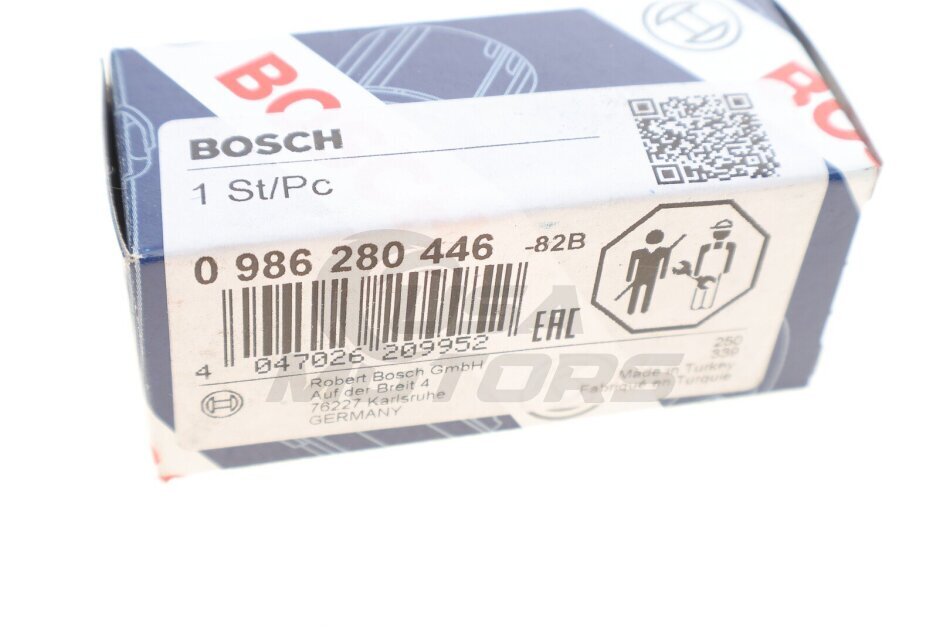 BOSCH
1 St/Pc
0 986 280 446 -82B
4 047026 209952
EAC
Robert Bosch GmbH
Auf der Breit 4
76227 Karlsruhe
GERMANY
250
339
Made in Turkey
Fabriqué en Turquie
MOTORS